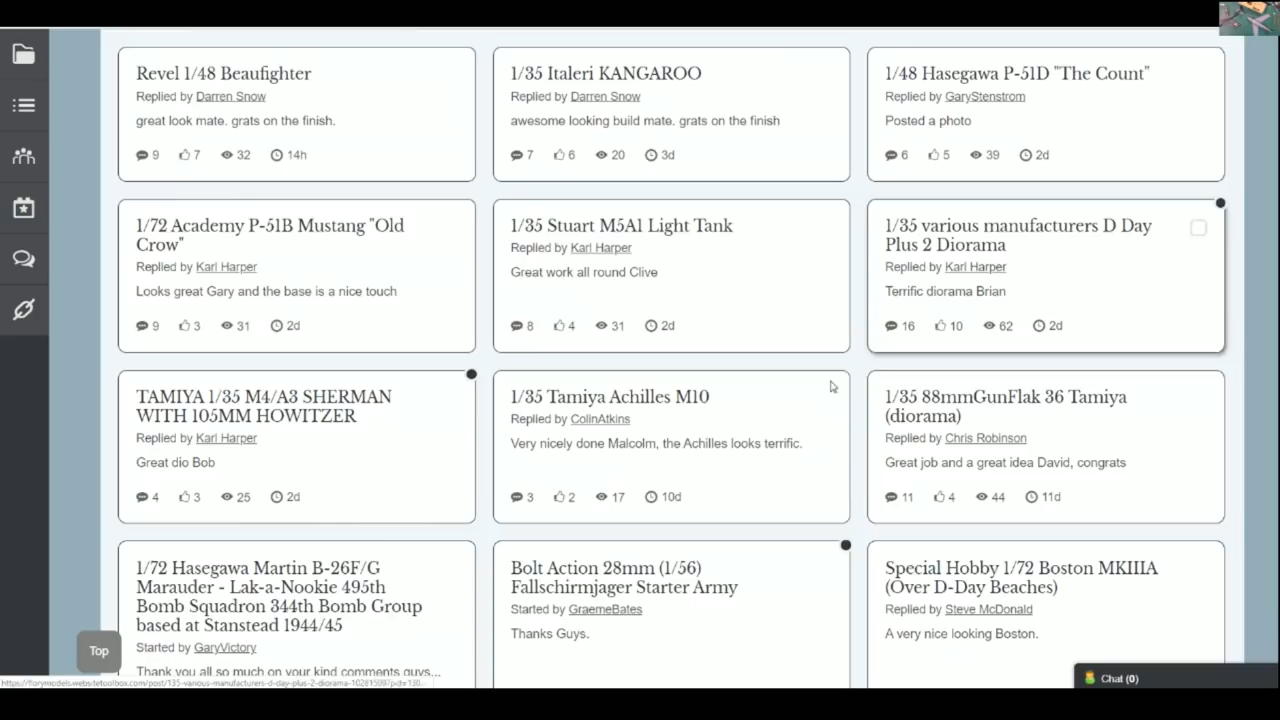 Revel 1/48 Beaufighter
Replied by Darren Snow
great look mate. grats on the finish.
9 7 32 14h
1/35 Italeri KANGAROO
Replied by Darren Snow
awesome looking build mate. grats on the finish
7 6 20 3d
1/48 Hasegawa P-51D "The Count"
Replied by GaryStenstrom
Posted a photo
6 5 39 2d
1/72 Academy P-51B Mustang "Old
Crow"
Replied by Karl Harper
Looks great Gary and the base is a nice touch
9 3 31 2d
1/35 Stuart M5A1 Light Tank
Replied by Karl Harper
Great work all round Clive
8 4 31 2d
1/35 various manufacturers D Day
Plus 2 Diorama
Replied by Karl Harper
Terrific diorama Brian
16 10 62 2d
TAMIYA 1/35 M4/A3 SHERMAN
WITH 105MM HOWITZER
Replied by Karl Harper
Great dio Bob
4 3 25 2d
1/35 Tamiya Achilles M10
Replied by ColinAtkins
Very nicely done Malcolm, the Achilles looks terrific.
3 2 17 10d
1/35 88mmGunFlak 36 Tamiya
(diorama)
Replied by Chris Robinson
Great job and a great idea David, congrats
11 4 44 11d
1/72 Hasegawa Martin B-26F/G
Marauder - Lak-a-Nookie 495th
Bomb Squadron 344th Bomb Group
based at Stanstead 1944/45
Started by GaryVictory
Thank you all so much on your kind comments guys...
Bolt Action 28mm (1/56)
Fallschirmjager Starter Army
Started by GraemeBates
Thanks Guys.
Special Hobby 1/72 Boston MKIIIA
(Over D-Day Beaches)
Replied by Steve McDonald
A very nice looking Boston.
Top
Chat (0)